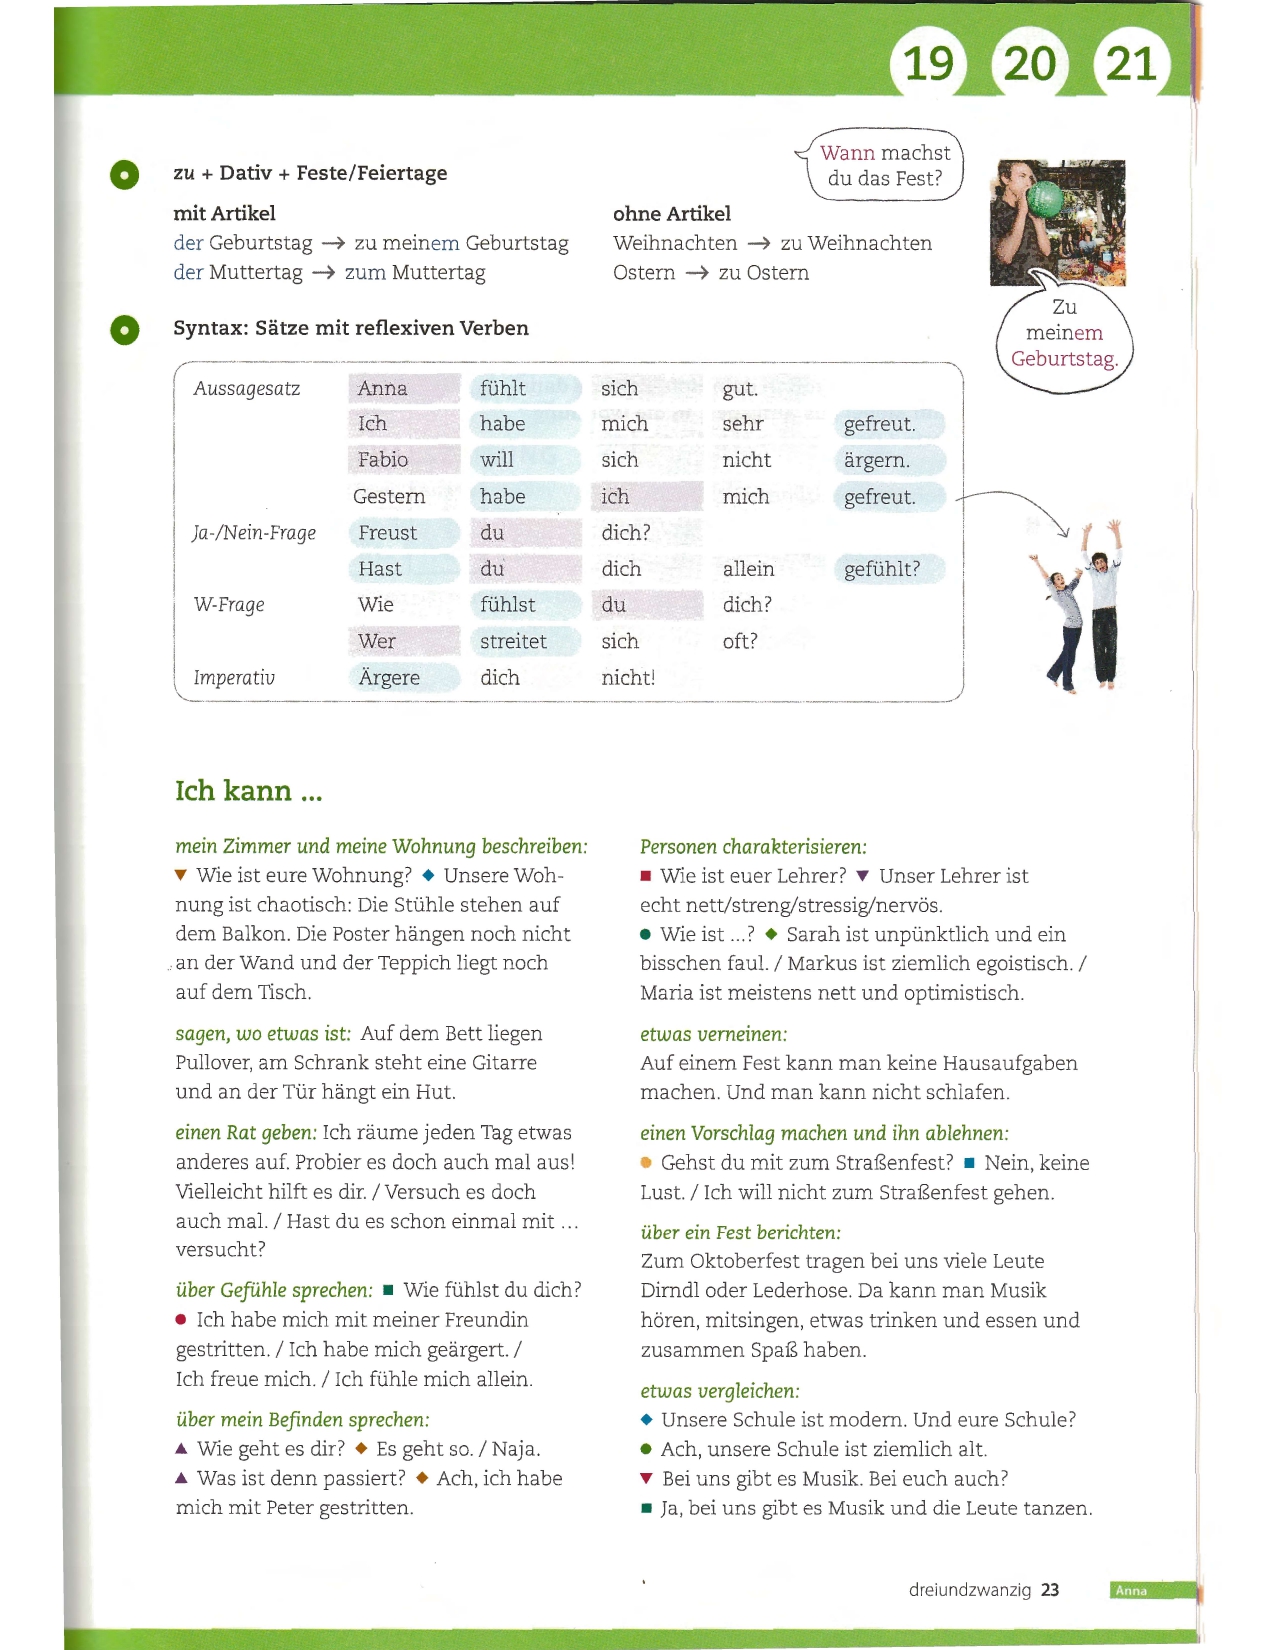 19 20 21
Wann machst
du das Fest?
zu + Dativ + Feste/Feiertage
mit Artikel
der Geburtstag → zu meinem Geburtstag
der Muttertag → zum Muttertag
ohne Artikel
Weihnachten → zu Weihnachten
Ostern → zu Ostern
Zu
meinem
Geburtstag.
Syntax: Sätze mit reflexiven Verben
Aussagesatz Anna fühlt sich gut.
Ich habe mich sehr gefreut.
Fabio will sich nicht ärgern.
Gestern habe ich mich gefreut.
Ja-/Nein-Frage Freust du dich?
Hast du dich allein gefühlt?
W-Frage Wie fühlst du dich?
Wer streitet sich oft?
Imperativ Ärgere dich nicht!
Ich kann ...
mein Zimmer und meine Wohnung beschreiben:
▼ Wie ist eure Wohnung? ◆ Unsere Woh-
nung ist chaotisch: Die Stühle stehen auf
dem Balkon. Die Poster hängen noch nicht
an der Wand und der Teppich liegt noch
auf dem Tisch.
sagen, wo etwas ist: Auf dem Bett liegen
Pullover, am Schrank steht eine Gitarre
und an der Tür hängt ein Hut.
einen Rat geben: Ich räume jeden Tag etwas
anderes auf. Probier es doch auch mal aus!
Vielleicht hilft es dir. / Versuch es doch
auch mal. / Hast du es schon einmal mit ...
versucht?
über Gefühle sprechen: ■ Wie fühlst du dich?
● Ich habe mich mit meiner Freundin
gestritten. / Ich habe mich geärgert. /
Ich freue mich. / Ich fühle mich allein.
über mein Befinden sprechen:
▲ Wie geht es dir? ◆ Es geht so. / Naja.
▲ Was ist denn passiert? ◆ Ach, ich habe
mich mit Peter gestritten.
Personen charakterisieren:
■ Wie ist euer Lehrer? ▼ Unser Lehrer ist
echt nett/streng/stressig/nervös.
● Wie ist ...? ◆ Sarah ist unpünktlich und ein
bisschen faul. / Markus ist ziemlich egoistisch. /
Maria ist meistens nett und optimistisch.
etwas verneinen:
Auf einem Fest kann man keine Hausaufgaben
machen. Und man kann nicht schlafen.
einen Vorschlag machen und ihn ablehnen:
● Gehst du mit zum Straßenfest? ■ Nein, keine
Lust. / Ich will nicht zum Straßenfest gehen.
über ein Fest berichten:
Zum Oktoberfest tragen bei uns viele Leute
Dirndl oder Lederhose. Da kann man Musik
hören, mitsingen, etwas trinken und essen und
zusammen Spaß haben.
etwas vergleichen:
◆ Unsere Schule ist modern. Und eure Schule?
● Ach, unsere Schule ist ziemlich alt.
▼ Bei uns gibt es Musik. Bei euch auch?
■ Ja, bei uns gibt es Musik und die Leute tanzen.
dreiundzwanzig 23
Anna